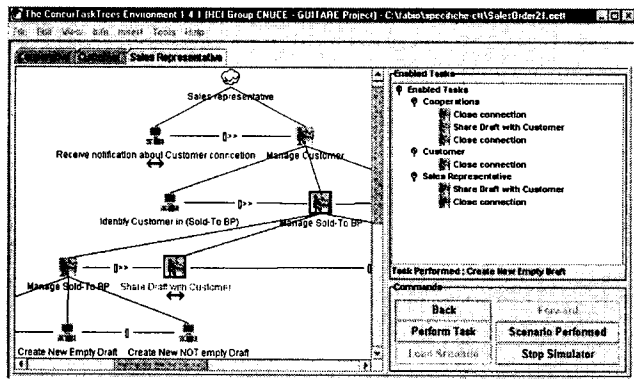 The ConcurTaskTrees Environment 1.4.1 [HCI Group CNUCE - GUITARE Project] - C:\fabio\specifiche-ctt\SalesOrder21.cctt
File Edit View Info Insert Tools Help
Cooperative Customer Sales Representative
Sales representative
[]>>
Receive notification about Customer connection Manage Customer
[]>>
Identify Customer in (Sold-To BP) Manage Sold-To BP
[]>>
Manage Sold-To BP Share Draft with Customer
[]
Create New Empty Draft Create New NOT empty Draft
Enabled Tasks
Enabled Tasks
Cooperations
Close connection
Share Draft with Customer
Close connection
Customer
Close connection
Sales Representative
Share Draft with Customer
Close connection
Task Performed : Create New Empty Draft
Commands
Back Forward
Perform Task Scenario Performed
Load Scenario Stop Simulator